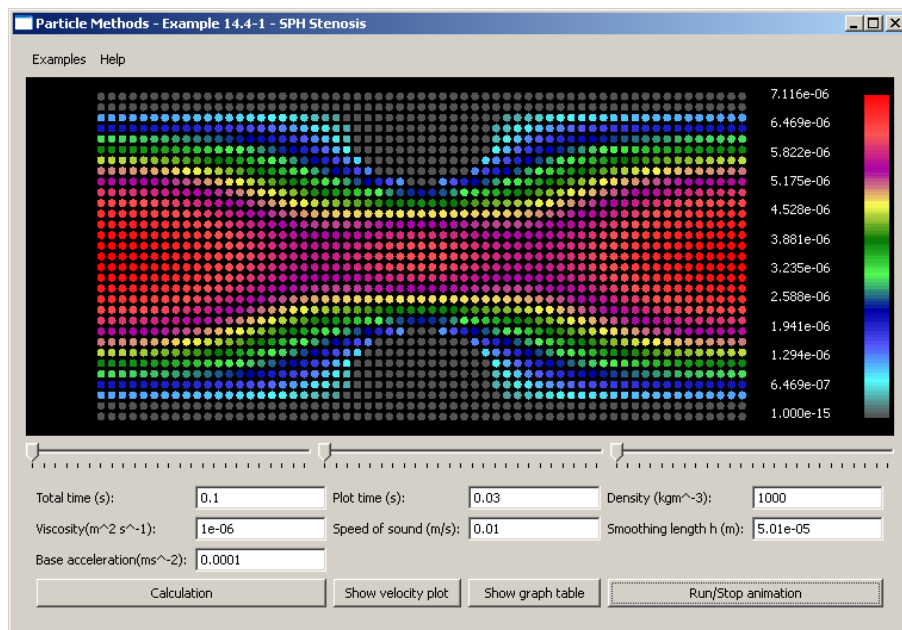 Particle Methods - Example 14.4-1 - SPH Stenosis
Examples Help
7.116e-06
6.469e-06
5.822e-06
5.175e-06
4.528e-06
3.881e-06
3.235e-06
2.588e-06
1.941e-06
1.294e-06
6.469e-07
1.000e-15
Total time (s): 0.1 Plot time (s): 0.03 Density (kgm^-3): 1000
Viscosity(m^2 s^-1): 1e-06 Speed of sound (m/s): 0.01 Smoothing length h (m): 5.01e-05
Base acceleration(ms^-2): 0.0001
Calculation Show velocity plot Show graph table Run/Stop animation